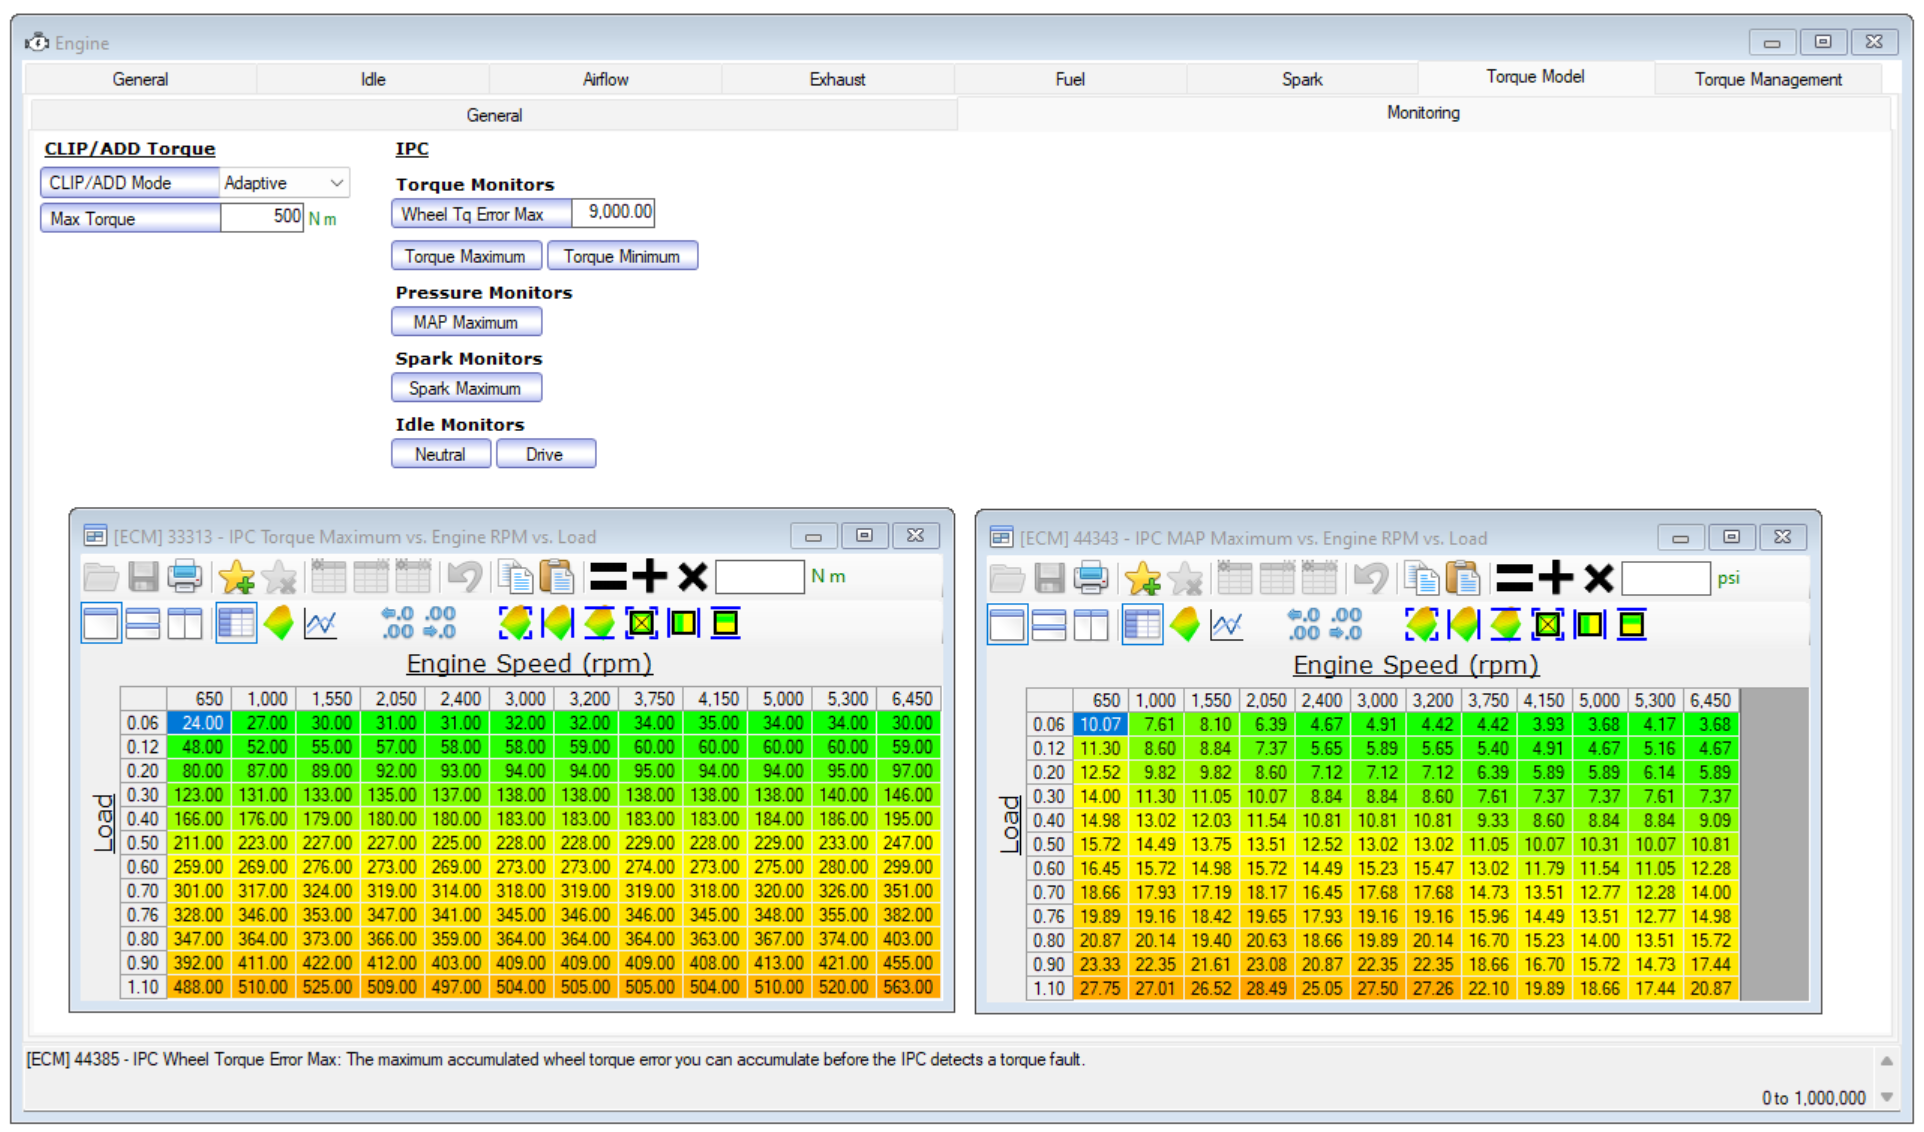 Engine
General Idle Airflow Exhaust Fuel Spark Torque Model Torque Management
General Monitoring
CLIP/ADD Torque
CLIP/ADD Mode Adaptive
Max Torque 500 N m
IPC
Torque Monitors
Wheel Tq Error Max 9,000.00
Torque Maximum Torque Minimum
Pressure Monitors
MAP Maximum
Spark Monitors
Spark Maximum
Idle Monitors
Neutral Drive
[ECM] 33313 - IPC Torque Maximum vs. Engine RPM vs. Load
N m
Engine Speed (rpm)
650 1,000 1,550 2,050 2,400 3,000 3,200 3,750 4,150 5,000 5,300 6,450
Load
0.06 24.00 27.00 30.00 31.00 31.00 32.00 32.00 34.00 35.00 34.00 34.00 30.00
0.12 48.00 52.00 55.00 57.00 58.00 58.00 59.00 60.00 60.00 60.00 60.00 59.00
0.20 80.00 87.00 89.00 92.00 93.00 94.00 94.00 95.00 94.00 94.00 95.00 97.00
0.30 123.00 131.00 133.00 135.00 137.00 138.00 138.00 138.00 138.00 138.00 140.00 146.00
0.40 166.00 176.00 179.00 180.00 180.00 183.00 183.00 183.00 183.00 184.00 186.00 195.00
0.50 211.00 223.00 227.00 227.00 225.00 228.00 228.00 229.00 228.00 229.00 233.00 247.00
0.60 259.00 269.00 276.00 273.00 269.00 273.00 273.00 274.00 273.00 275.00 280.00 299.00
0.70 301.00 317.00 324.00 319.00 314.00 318.00 319.00 319.00 318.00 320.00 326.00 351.00
0.76 328.00 346.00 353.00 347.00 341.00 345.00 346.00 346.00 345.00 348.00 355.00 382.00
0.80 347.00 364.00 373.00 366.00 359.00 364.00 364.00 364.00 363.00 367.00 374.00 403.00
0.90 392.00 411.00 422.00 412.00 403.00 409.00 409.00 409.00 408.00 413.00 421.00 455.00
1.10 488.00 510.00 525.00 509.00 497.00 504.00 505.00 505.00 504.00 510.00 520.00 563.00
[ECM] 44343 - IPC MAP Maximum vs. Engine RPM vs. Load
psi
Engine Speed (rpm)
650 1,000 1,550 2,050 2,400 3,000 3,200 3,750 4,150 5,000 5,300 6,450
Load
0.06 10.07 7.61 8.10 6.39 4.67 4.91 4.42 4.42 3.93 3.68 4.17 3.68
0.12 11.30 8.60 8.84 7.37 5.65 5.89 5.65 5.40 4.91 4.67 5.16 4.67
0.20 12.52 9.82 9.82 8.60 7.12 7.12 7.12 6.39 5.89 5.89 6.14 5.89
0.30 14.00 11.30 11.05 10.07 8.84 8.84 8.60 7.61 7.37 7.37 7.61 7.37
0.40 14.98 13.02 12.03 11.54 10.81 10.81 10.81 9.33 8.60 8.84 8.84 9.09
0.50 15.72 14.49 13.75 13.51 12.52 13.02 13.02 11.05 10.07 10.31 10.07 10.81
0.60 16.45 15.72 14.98 15.72 14.49 15.23 15.47 13.02 11.79 11.54 11.05 12.28
0.70 18.66 17.93 17.19 18.17 16.45 17.68 17.68 14.73 13.51 12.77 12.28 14.00
0.76 19.89 19.16 18.42 19.65 17.93 19.16 19.16 15.96 14.49 13.51 12.77 14.98
0.80 20.87 20.14 19.40 20.63 18.66 19.89 20.14 16.70 15.23 14.00 13.51 15.72
0.90 23.33 22.35 21.61 23.08 20.87 22.35 22.35 18.66 16.70 15.72 14.73 17.44
1.10 27.75 27.01 26.52 28.49 25.05 27.50 27.26 22.10 19.89 18.66 17.44 20.87
[ECM] 44385 - IPC Wheel Torque Error Max: The maximum accumulated wheel torque error you can accumulate before the IPC detects a torque fault.
0 to 1,000,000